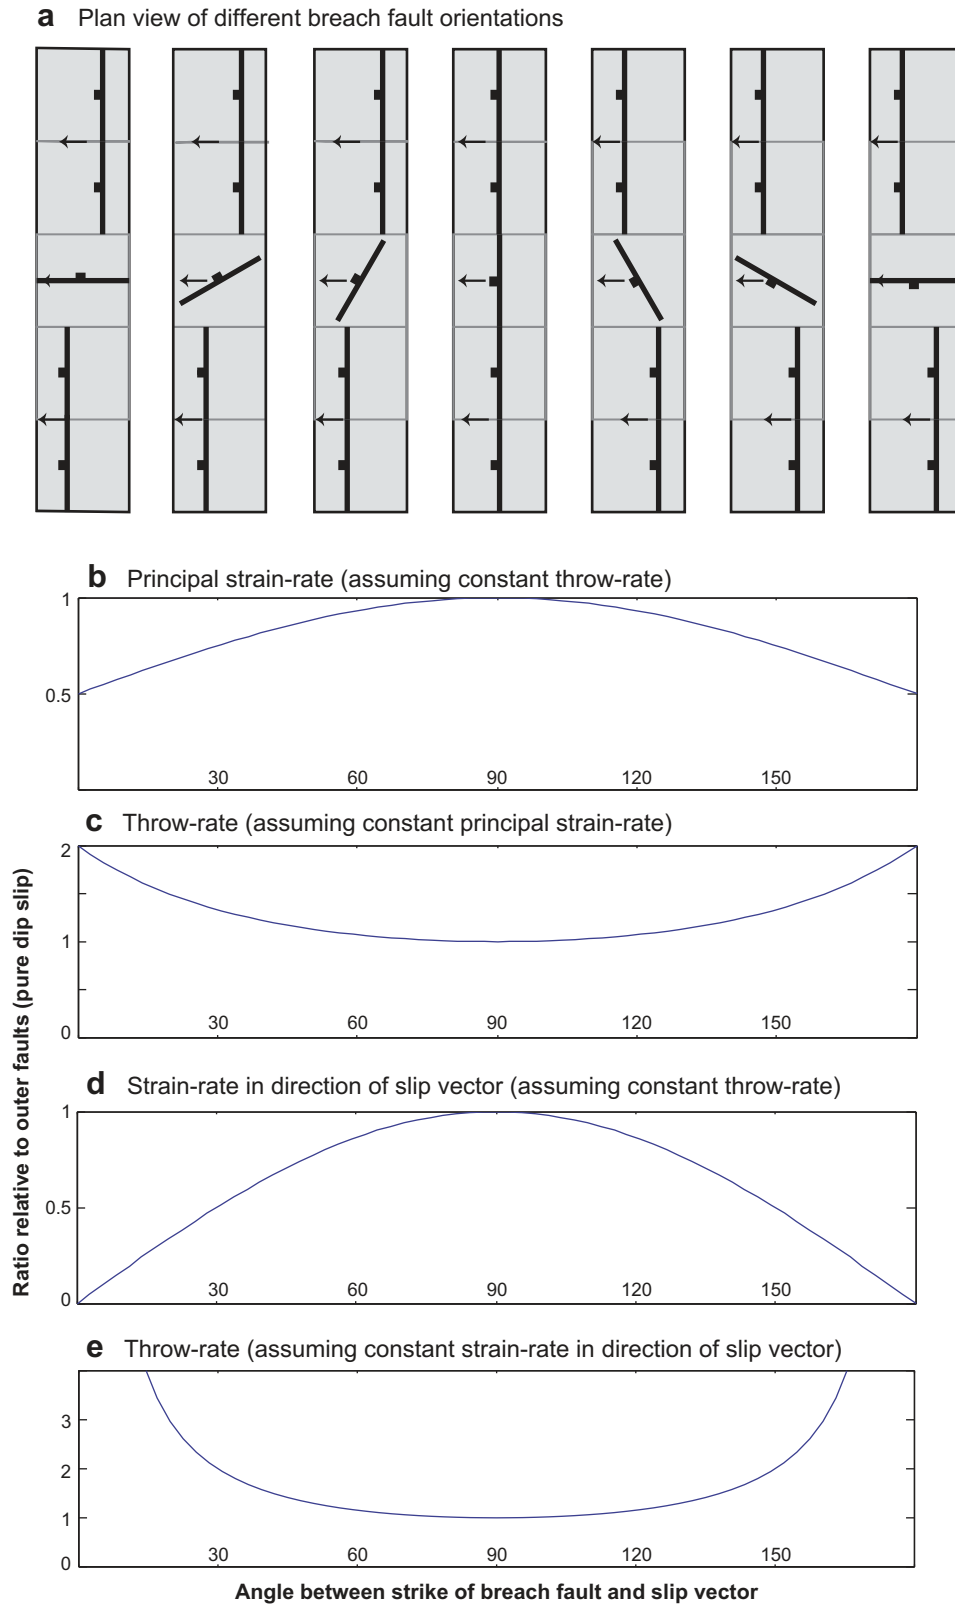 a Plan view of different breach fault orientations
b Principal strain-rate (assuming constant throw-rate)
1
0.5
30 60 90 120 150
c Throw-rate (assuming constant principal strain-rate)
2
1
0
30 60 90 120 150
d Strain-rate in direction of slip vector (assuming constant throw-rate)
1
0.5
0
30 60 90 120 150
e Throw-rate (assuming constant strain-rate in direction of slip vector)
3
2
1
0
30 60 90 120 150
Ratio relative to outer faults (pure dip slip)
Angle between strike of breach fault and slip vector